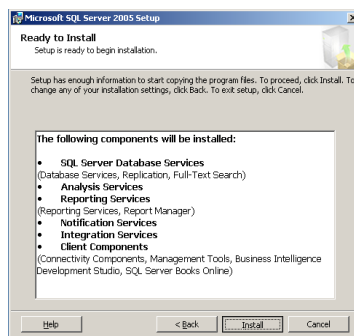 Microsoft SQL Server 2005 Setup
Ready to Install
Setup is ready to begin installation.
Setup has enough information to start copying the program files. To proceed, click Install. To
change any of your installation settings, click Back. To exit setup, click Cancel.
The following components will be installed:
• SQL Server Database Services
(Database Services, Replication, Full-Text Search)
• Analysis Services
• Reporting Services
(Reporting Services, Report Manager)
• Notification Services
• Integration Services
• Client Components
(Connectivity Components, Management Tools, Business Intelligence
Development Studio, SQL Server Books Online)
Help
< Back
Install
Cancel